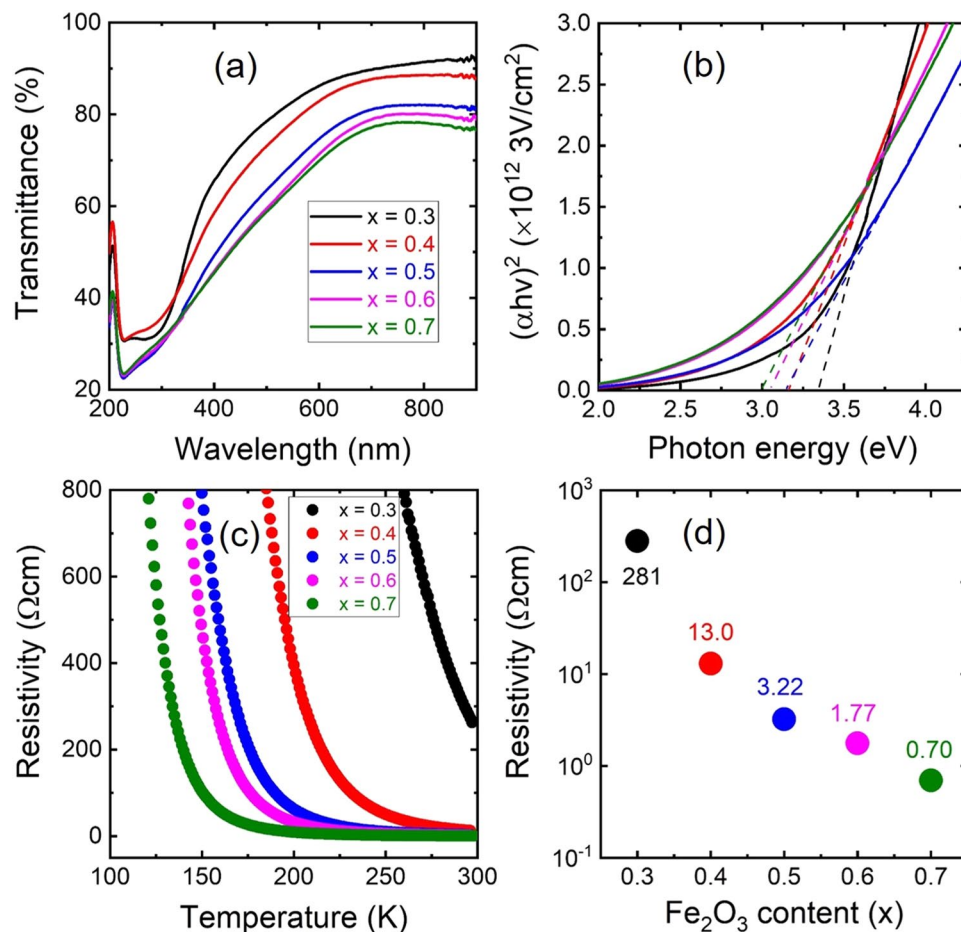 (a)
Transmittance (%)
100
80
60
40
20
200
400
600
800
Wavelength (nm)
x = 0.3
x = 0.4
x = 0.5
x = 0.6
x = 0.7
(b)
(αhv)² (×10¹² 3V/cm²)
3.0
2.5
2.0
1.5
1.0
0.5
0.0
2.0
2.5
3.0
3.5
4.0
Photon energy (eV)
(c)
Resistivity (Ωcm)
800
600
400
200
0
100
150
200
250
300
Temperature (K)
x = 0.3
x = 0.4
x = 0.5
x = 0.6
x = 0.7
(d)
Resistivity (Ωcm)
10³
10²
10¹
10⁰
10⁻¹
281
13.0
3.22
1.77
0.70
0.3
0.4
0.5
0.6
0.7
Fe₂O₃ content (x)